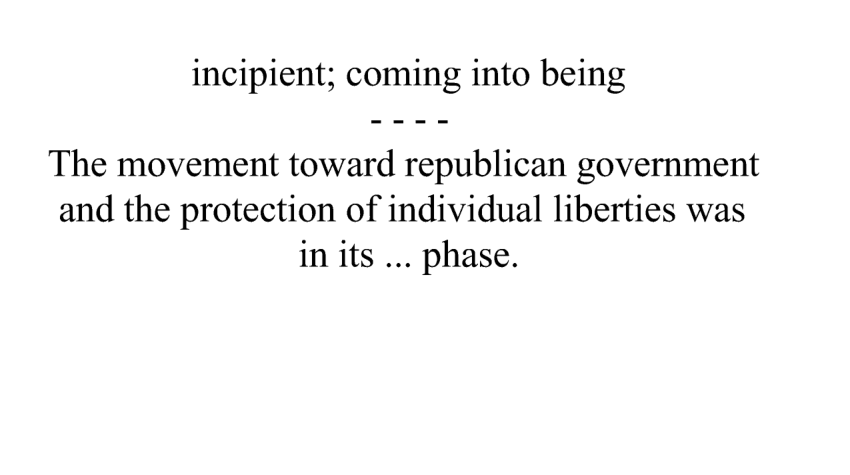 incipient; coming into being
- - - -
The movement toward republican government
and the protection of individual liberties was
in its ... phase.